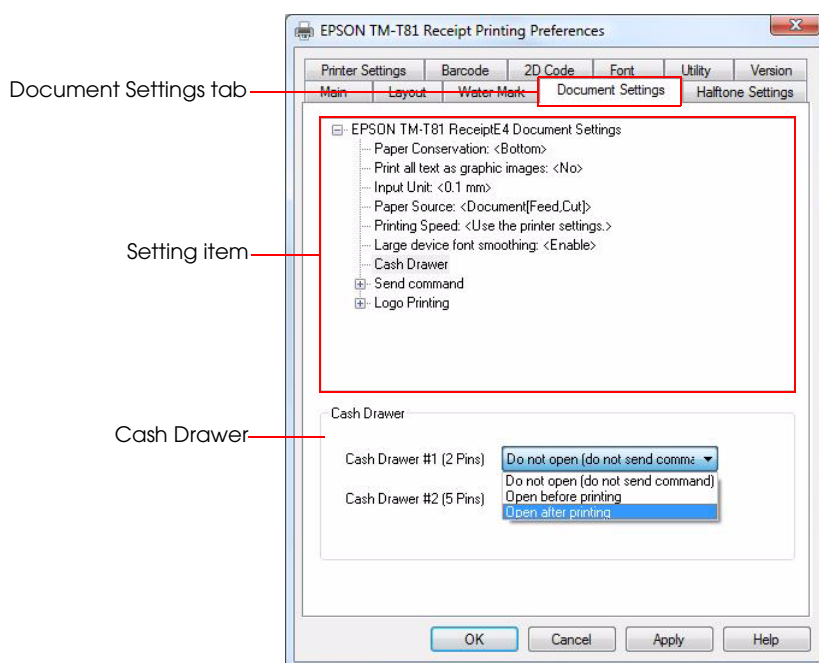 EPSON TM-T81 Receipt Printing Preferences
Printer Settings Barcode 2D Code Font Utility Version
Document Settings tab
Main Layout Water Mark Document Settings Halftone Settings
EPSON TM-T81 ReceiptE4 Document Settings
Paper Conservation: <Bottom>
Print all text as graphic images: <No>
Input Unit: <0.1 mm>
Paper Source: <Document[Feed,Cut]>
Printing Speed: <Use the printer settings.>
Large device font smoothing: <Enable>
Setting item
Cash Drawer
Send command
Logo Printing
Cash Drawer
Cash Drawer
Cash Drawer #1 (2 Pins) Do not open (do not send comma
Do not open (do not send command)
Cash Drawer #2 (5 Pins) Open before printing
Open after printing
OK Cancel Apply Help